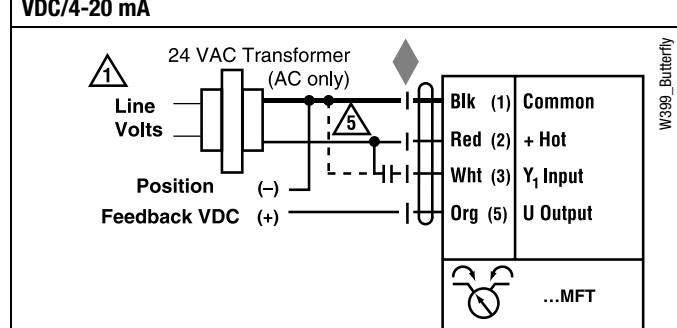 VDC/4-20 mA
24 VAC Transformer
(AC only)
1
Line
Volts
5
Blk (1) Common
Red (2) + Hot
Wht (3) Y1 Input
Org (5) U Output
Position (–)
Feedback VDC (+)
...MFT
W399_Butterfly